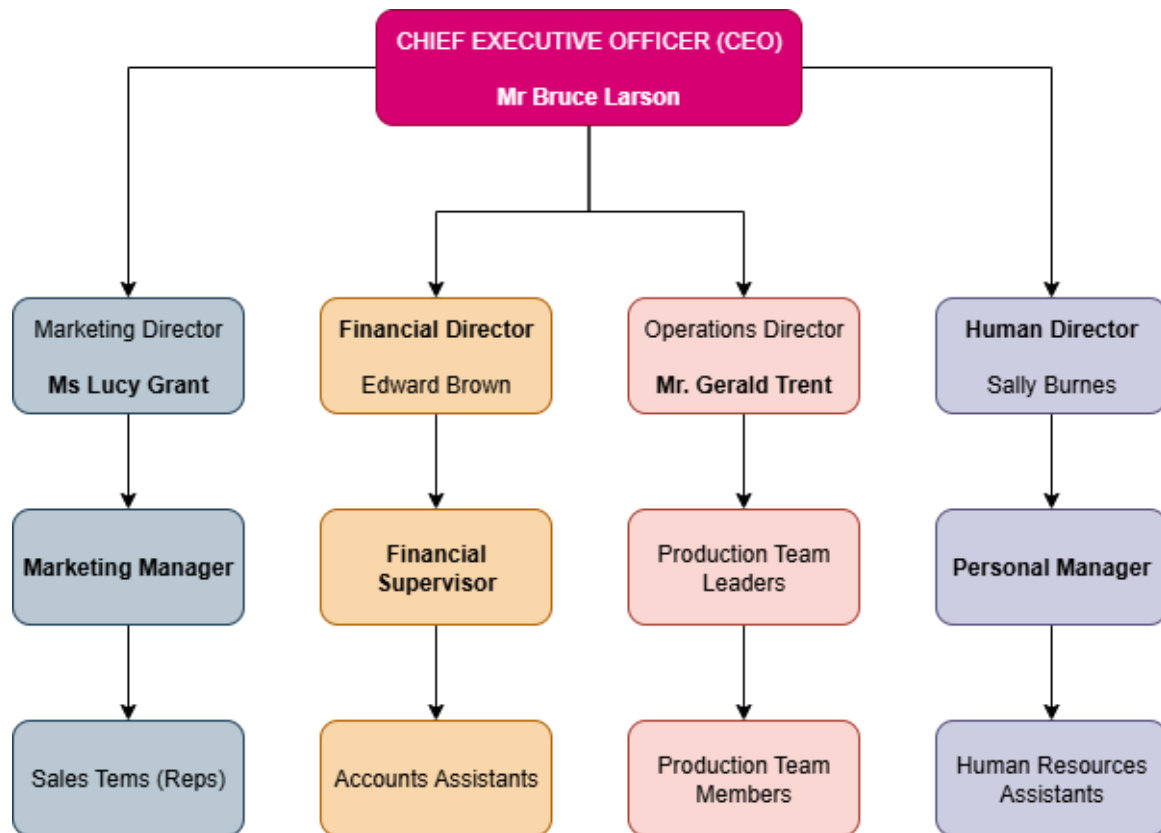 CHIEF EXECUTIVE OFFICER (CEO)
Mr Bruce Larson
Marketing Director
Ms Lucy Grant
Financial Director
Edward Brown
Operations Director
Mr. Gerald Trent
Human Director
Sally Burnes
Marketing Manager
Financial
Supervisor
Production Team
Leaders
Personal Manager
Sales Tems (Reps)
Accounts Assistants
Production Team
Members
Human Resources
Assistants